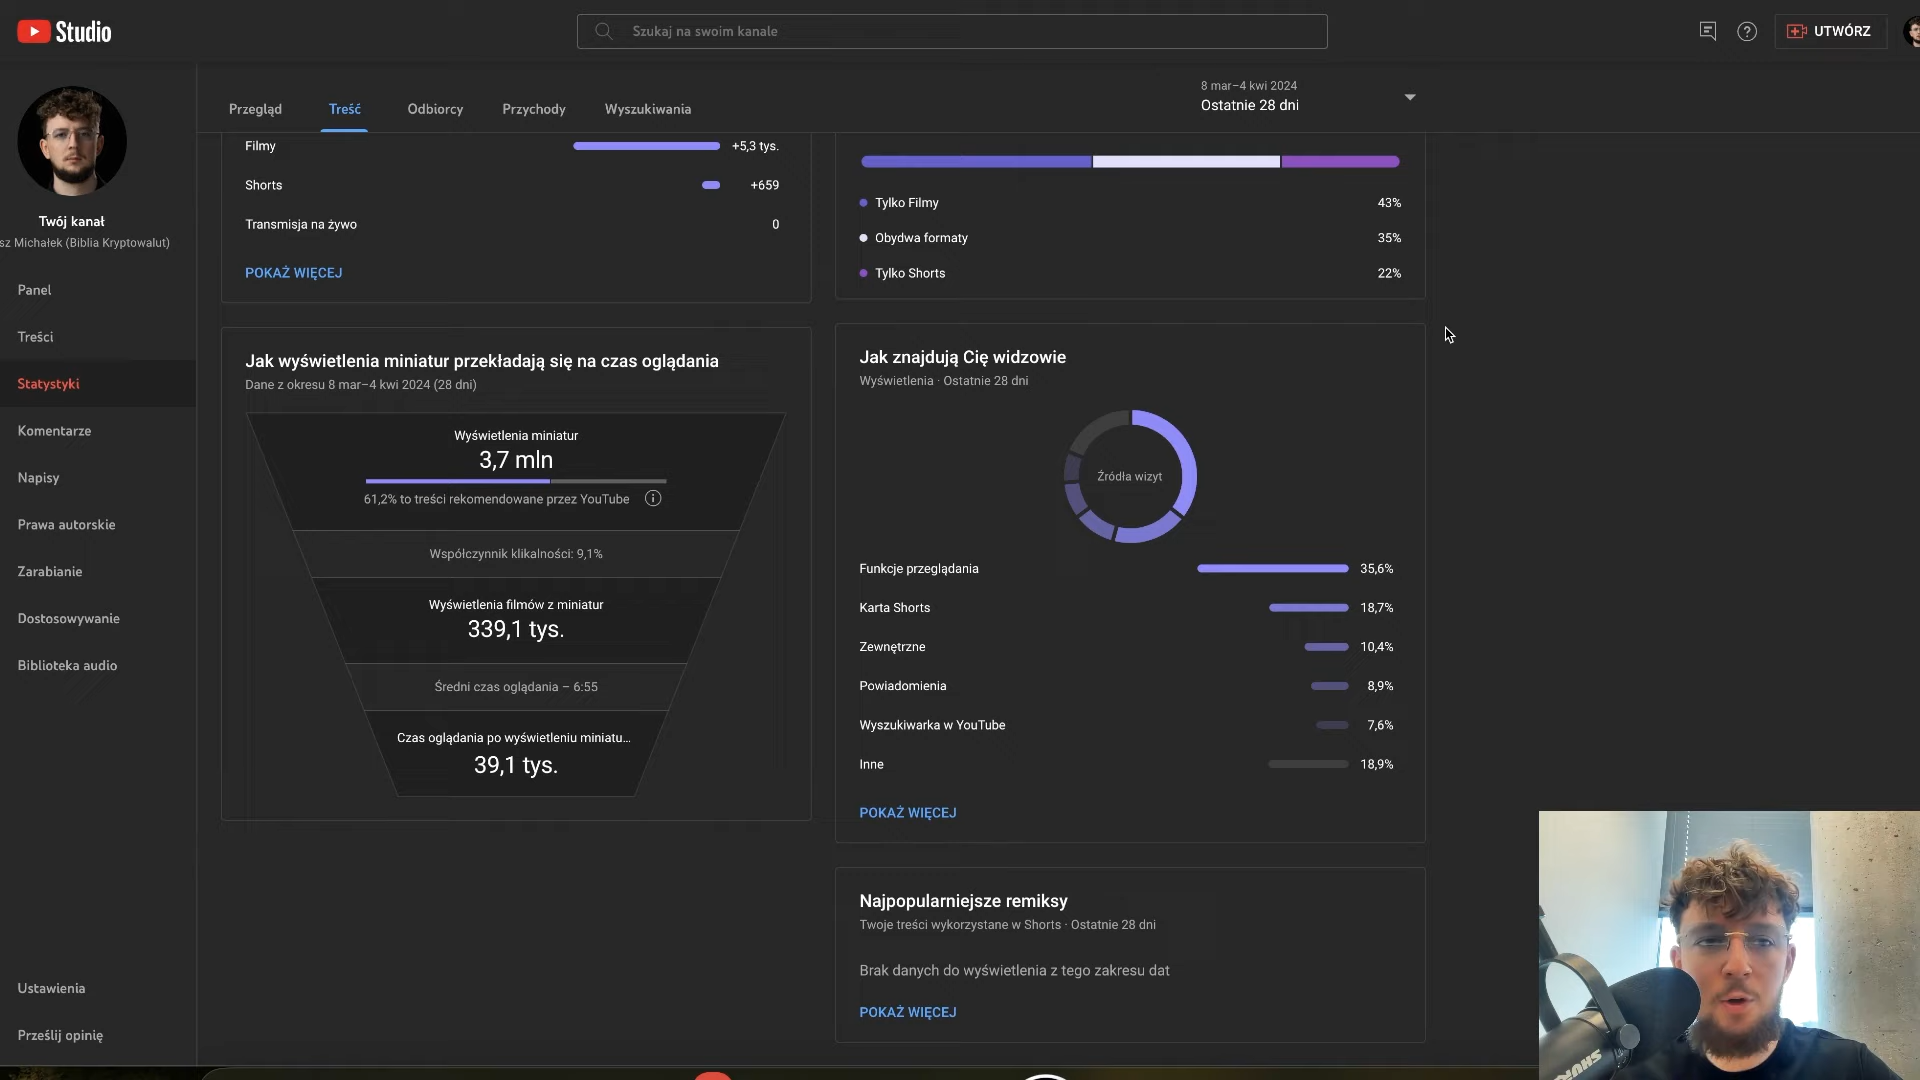 Studio
Szukaj na swoim kanale
UTWÓRZ
Twój kanał
sz Michałek (Biblia Kryptowalut)
Panel
Treści
Statystyki
Komentarze
Napisy
Prawa autorskie
Zarabianie
Dostosowywanie
Biblioteka audio
Ustawienia
Prześlij opinię
Przegląd
Treść
Odbiorcy
Przychody
Wyszukiwania
8 mar–4 kwi 2024
Ostatnie 28 dni
Filmy +5,3 tys.
Shorts +659
Transmisja na żywo 0
POKAŻ WIĘCEJ
Tylko Filmy 43%
Obydwa formaty 35%
Tylko Shorts 22%
Jak wyświetlenia miniatur przekładają się na czas oglądania
Dane z okresu 8 mar–4 kwi 2024 (28 dni)
Wyświetlenia miniatur
3,7 mln
61,2% to treści rekomendowane przez YouTube
Współczynnik klikalności: 9,1%
Wyświetlenia filmów z miniatur
339,1 tys.
Średni czas oglądania – 6:55
Czas oglądania po wyświetleniu miniatu...
39,1 tys.
Jak znajdują Cię widzowie
Wyświetlenia · Ostatnie 28 dni
Źródła wizyt
Funkcje przeglądania 35,6%
Karta Shorts 18,7%
Zewnętrzne 10,4%
Powiadomienia 8,9%
Wyszukiwarka w YouTube 7,6%
Inne 18,9%
POKAŻ WIĘCEJ
Najpopularniejsze remiksy
Twoje treści wykorzystane w Shorts · Ostatnie 28 dni
Brak danych do wyświetlenia z tego zakresu dat
POKAŻ WIĘCEJ
SHURE